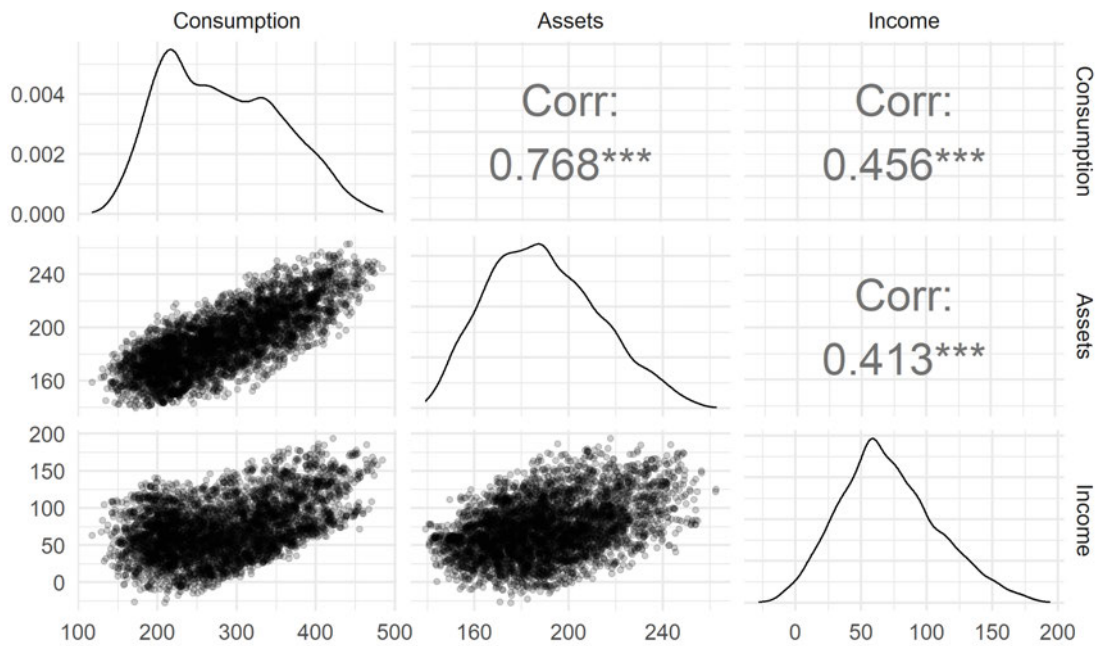 Consumption Assets Income
0.004
0.002
0.000
Corr:
0.768***
Corr:
0.456***
Consumption
240
200
160
Corr:
0.413***
Assets
200
150
100
50
0
Income
100 200 300 400 500 160 200 240 0 50 100 150 200